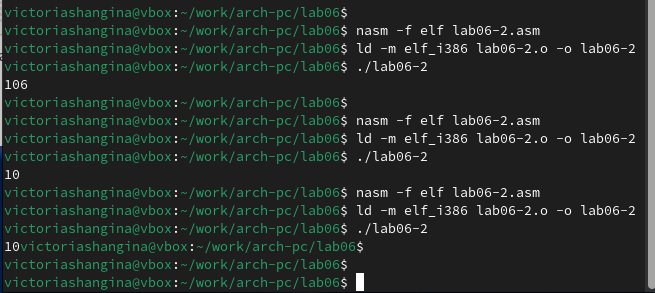 victoriashangina@vbox:~/work/arch-pc/lab06$
victoriashangina@vbox:~/work/arch-pc/lab06$ nasm -f elf lab06-2.asm
victoriashangina@vbox:~/work/arch-pc/lab06$ ld -m elf_i386 lab06-2.o -o lab06-2
victoriashangina@vbox:~/work/arch-pc/lab06$ ./lab06-2
106
victoriashangina@vbox:~/work/arch-pc/lab06$
victoriashangina@vbox:~/work/arch-pc/lab06$ nasm -f elf lab06-2.asm
victoriashangina@vbox:~/work/arch-pc/lab06$ ld -m elf_i386 lab06-2.o -o lab06-2
victoriashangina@vbox:~/work/arch-pc/lab06$ ./lab06-2
10
victoriashangina@vbox:~/work/arch-pc/lab06$ nasm -f elf lab06-2.asm
victoriashangina@vbox:~/work/arch-pc/lab06$ ld -m elf_i386 lab06-2.o -o lab06-2
victoriashangina@vbox:~/work/arch-pc/lab06$ ./lab06-2
10victoriashangina@vbox:~/work/arch-pc/lab06$
victoriashangina@vbox:~/work/arch-pc/lab06$
victoriashangina@vbox:~/work/arch-pc/lab06$